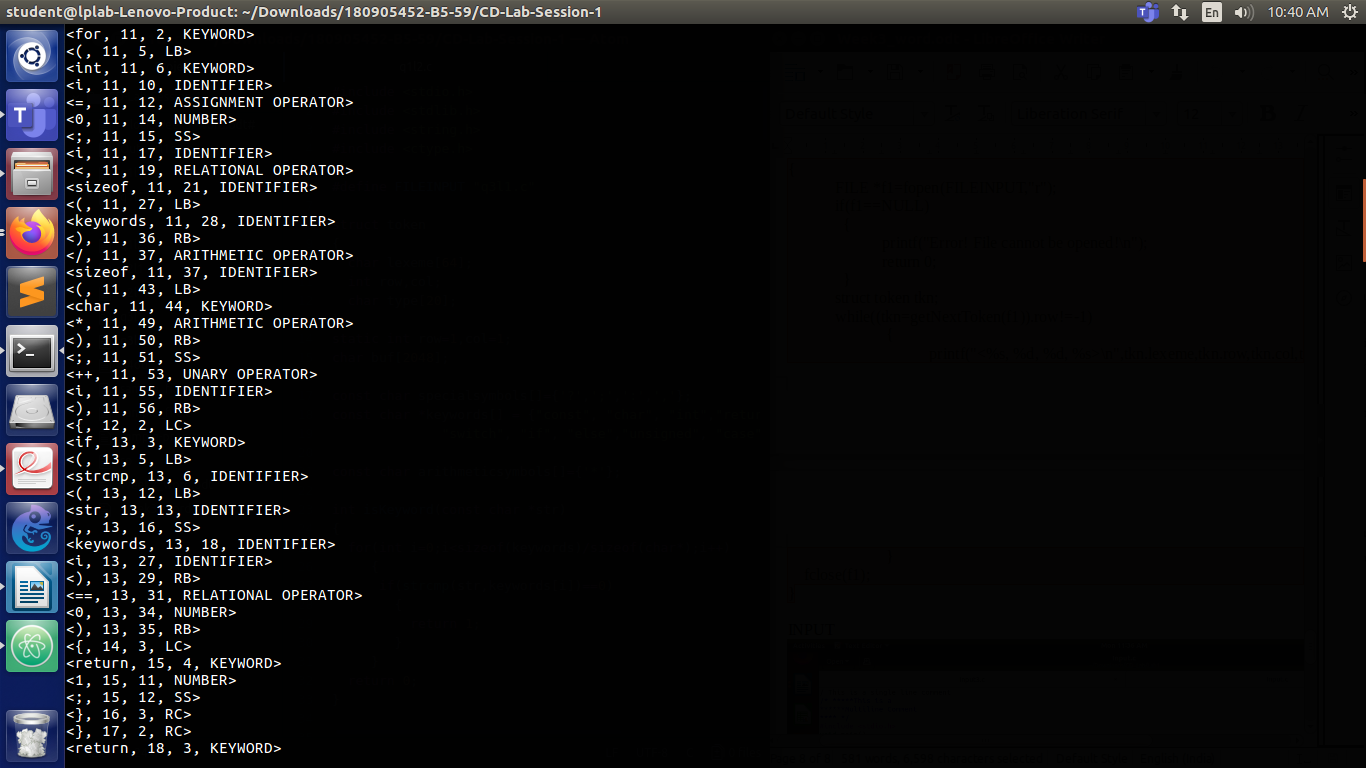 student@lplab-Lenovo-Product: ~/Downloads/180905452-B5-59/CD-Lab-Session-1
En
10:40 AM
<for, 11, 2, KEYWORD>
<(, 11, 5, LB>
<int, 11, 6, KEYWORD>
<i, 11, 10, IDENTIFIER>
<=, 11, 12, ASSIGNMENT OPERATOR>
<0, 11, 14, NUMBER>
<;, 11, 15, SS>
<i, 11, 17, IDENTIFIER>
<<, 11, 19, RELATIONAL OPERATOR>
<sizeof, 11, 21, IDENTIFIER>
<(, 11, 27, LB>
<keywords, 11, 28, IDENTIFIER>
<), 11, 36, RB>
</, 11, 37, ARITHMETIC OPERATOR>
<sizeof, 11, 37, IDENTIFIER>
<(, 11, 43, LB>
<char, 11, 44, KEYWORD>
<*, 11, 49, ARITHMETIC OPERATOR>
<), 11, 50, RB>
<;, 11, 51, SS>
<++, 11, 53, UNARY OPERATOR>
<i, 11, 55, IDENTIFIER>
<), 11, 56, RB>
<{, 12, 2, LC>
<if, 13, 3, KEYWORD>
<(, 13, 5, LB>
<strcmp, 13, 6, IDENTIFIER>
<(, 13, 12, LB>
<str, 13, 13, IDENTIFIER>
<,, 13, 16, SS>
<keywords, 13, 18, IDENTIFIER>
<i, 13, 27, IDENTIFIER>
<), 13, 29, RB>
<==, 13, 31, RELATIONAL OPERATOR>
<0, 13, 34, NUMBER>
<), 13, 35, RB>
<{, 14, 3, LC>
<return, 15, 4, KEYWORD>
<1, 15, 11, NUMBER>
<;, 15, 12, SS>
<}, 16, 3, RC>
<}, 17, 2, RC>
<return, 18, 3, KEYWORD>